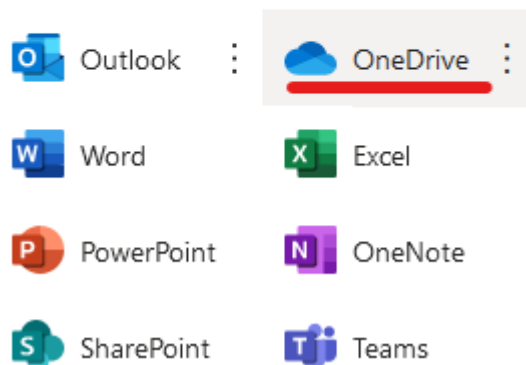 Outlook OneDrive
Word Excel
PowerPoint OneNote
SharePoint Teams